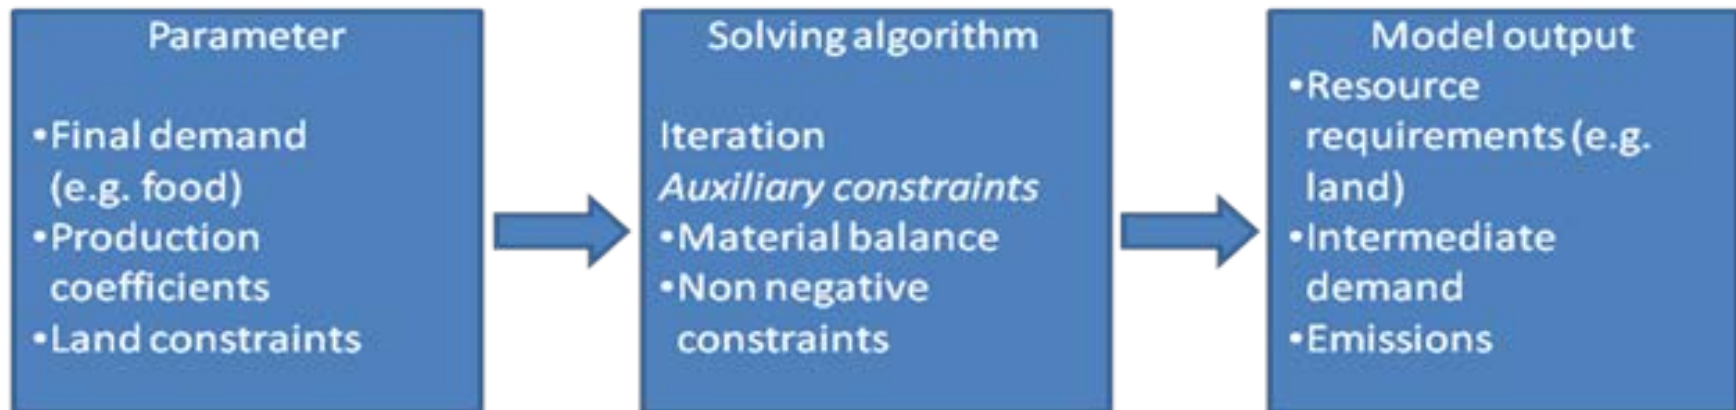 Parameter
•Final demand
(e.g. food)
•Production
coefficients
•Land constraints
Solving algorithm
Iteration
Auxiliary constraints
•Material balance
•Non negative
constraints
Model output
•Resource
requirements (e.g.
land)
•Intermediate
demand
•Emissions